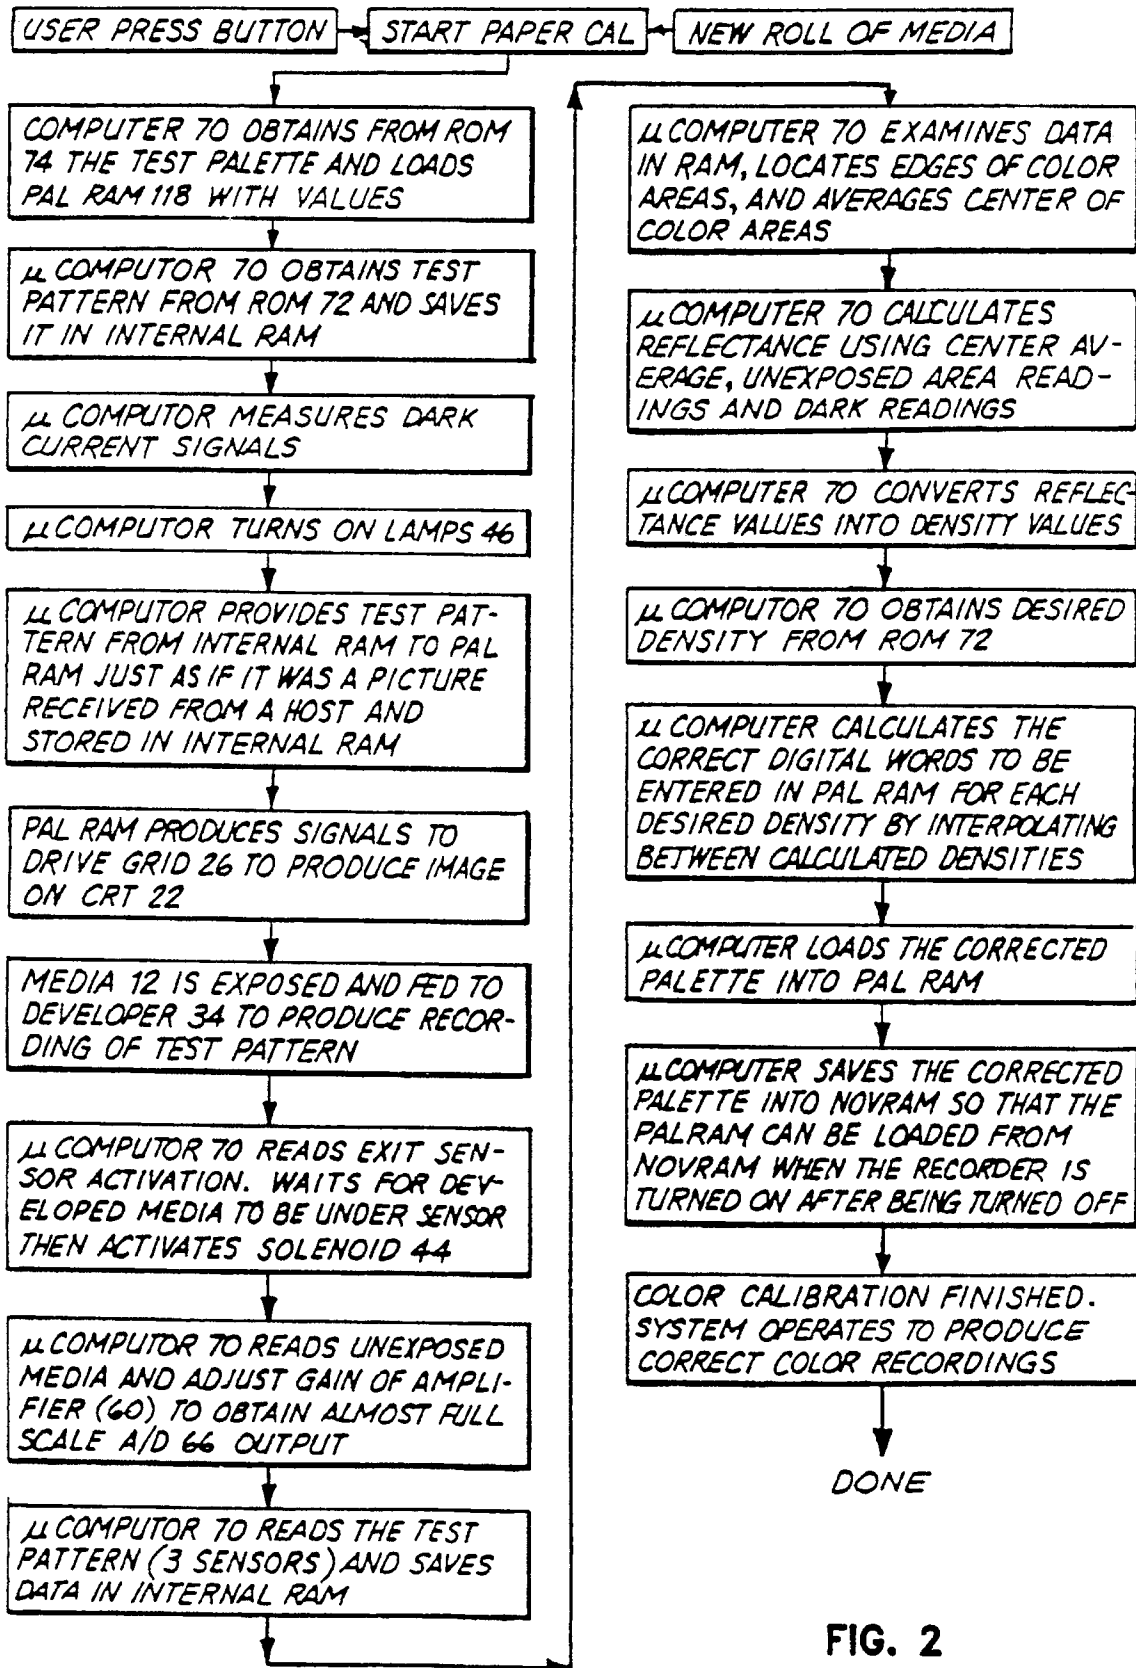 USER PRESS BUTTON
START PAPER CAL
NEW ROLL OF MEDIA
COMPUTER 70 OBTAINS FROM ROM
74 THE TEST PALETTE AND LOADS
PAL RAM 118 WITH VALUES
μ COMPUTOR 70 OBTAINS TEST
PATTERN FROM ROM 72 AND SAVES
IT IN INTERNAL RAM
μ COMPUTOR MEASURES DARK
CURRENT SIGNALS
μ COMPUTOR TURNS ON LAMPS 46
μ COMPUTOR PROVIDES TEST PAT-
TERN FROM INTERNAL RAM TO PAL
RAM JUST AS IF IT WAS A PICTURE
RECEIVED FROM A HOST AND
STORED IN INTERNAL RAM
PAL RAM PRODUCES SIGNALS TO
DRIVE GRID 26 TO PRODUCE IMAGE
ON CRT 22
MEDIA 12 IS EXPOSED AND FED TO
DEVELOPER 34 TO PRODUCE RECOR-
DING OF TEST PATTERN
μ COMPUTOR 70 READS EXIT SEN-
SOR ACTIVATION. WAITS FOR DEV-
ELOPED MEDIA TO BE UNDER SENSOR
THEN ACTIVATES SOLENOID 44
μ COMPUTOR 70 READS UNEXPOSED
MEDIA AND ADJUST GAIN OF AMPLI-
FIER (60) TO OBTAIN ALMOST FULL
SCALE A/D 66 OUTPUT
μ COMPUTOR 70 READS THE TEST
PATTERN (3 SENSORS) AND SAVES
DATA IN INTERNAL RAM
μ COMPUTER 70 EXAMINES DATA
IN RAM, LOCATES EDGES OF COLOR
AREAS, AND AVERAGES CENTER OF
COLOR AREAS
μ COMPUTER 70 CALCULATES
REFLECTANCE USING CENTER AV-
ERAGE, UNEXPOSED AREA READ-
INGS AND DARK READINGS
μ COMPUTER 70 CONVERTS REFLEC-
TANCE VALUES INTO DENSITY VALUES
μ COMPUTOR 70 OBTAINS DESIRED
DENSITY FROM ROM 72
μ COMPUTER CALCULATES THE
CORRECT DIGITAL WORDS TO BE
ENTERED IN PAL RAM FOR EACH
DESIRED DENSITY BY INTERPOLATING
BETWEEN CALCULATED DENSITIES
μ COMPUTER LOADS THE CORRECTED
PALETTE INTO PAL RAM
μ COMPUTER SAVES THE CORRECTED
PALETTE INTO NOVRAM SO THAT THE
PALRAM CAN BE LOADED FROM
NOVRAM WHEN THE RECORDER IS
TURNED ON AFTER BEING TURNED OFF
COLOR CALIBRATION FINISHED.
SYSTEM OPERATES TO PRODUCE
CORRECT COLOR RECORDINGS
DONE
FIG. 2